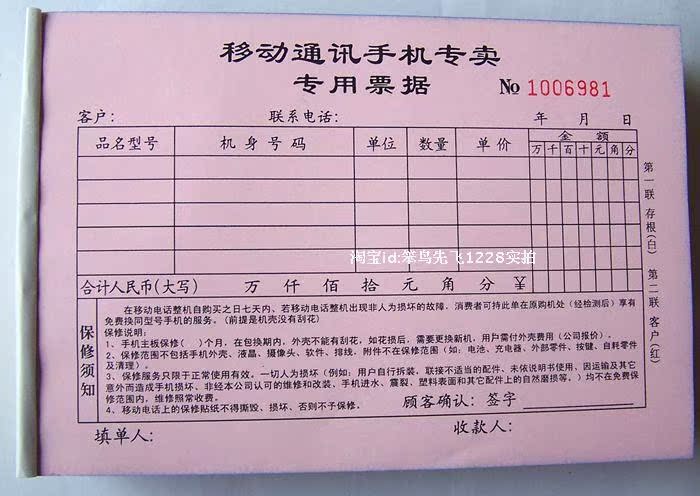 移动通讯手机专卖
专用票据
№ 1006981
客户： 联系电话： 年 月 日
品名型号 机身号码 单位 数量 单价 金额
万 千 百 十 元 角 分
合计人民币(大写) 万 仟 佰 拾 元 角 分 ¥
淘宝id:笨鸟先飞1228实拍
第一联 存根(白) 第二联 客户(红)
保修须知
在移动电话整机自购买之日七天内、若移动电话整机出现非人为损坏的故障，消费者可持此单在原购机处（经检测后）享有
免费换同型号手机的服务。（前提是机壳没有刮花）
保修说明：
1、手机主板保修（ ）个月，在包换期内，外壳不能有刮花，如花损后，需要更换新机，用户需付外壳费用（公司报价）。
2、保修范围不包括手机外壳、液晶、摄像头、软件、排线，附件不在保修范围（如：电池、充电器、外部零件、按键、自耗零件
及清理）。
3、保修服务只限于正常使用有效。一切人为损坏（例如：用户自行拆装，联接不适当的配件、未依说明书使用、因运输及其它
意外而造成手机损坏、非经本公司认可的维修和改装，手机进水、震裂、塑料表面和其它配件上的自然磨损等，）均不在免费保
修范围内，维修照常收费。
4、移动电话上的保修贴纸不得撕毁、损坏、否则不予保修。
顾客确认：签字
填单人： 收款人：